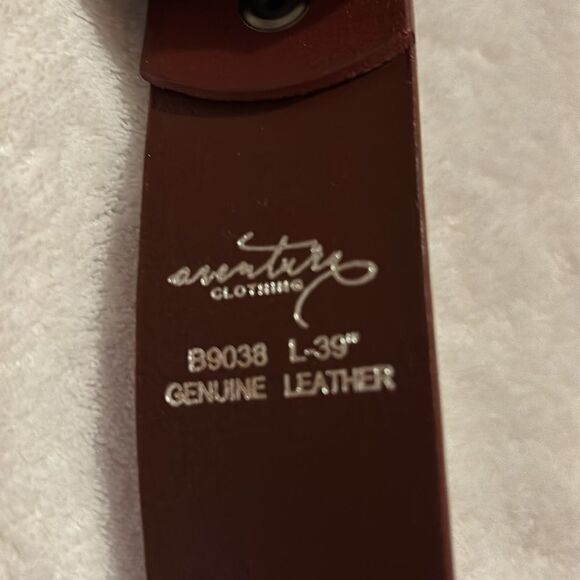 aventura
CLOTHING
B9038 L-39"
GENUINE LEATHER